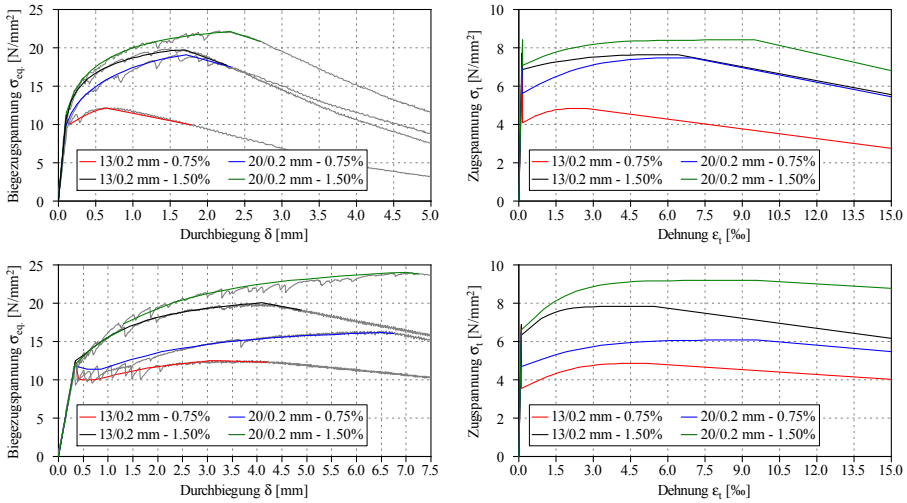 Biegezugspannung σeq. [N/mm²]
25
20
15
10
5
0
0.0 0.5 1.0 1.5 2.0 2.5 3.0 3.5 4.0 4.5 5.0
Durchbiegung δ [mm]
13/0.2 mm - 0.75% 20/0.2 mm - 0.75%
13/0.2 mm - 1.50% 20/0.2 mm - 1.50%
Zugspannung σt [N/mm²]
10
8
6
4
2
0
0.0 1.5 3.0 4.5 6.0 7.5 9.0 10.5 12.0 13.5 15.0
Dehnung εt [‰]
13/0.2 mm - 0.75% 20/0.2 mm - 0.75%
13/0.2 mm - 1.50% 20/0.2 mm - 1.50%
Biegezugspannung σeq. [N/mm²]
25
20
15
10
5
0
0.0 0.5 1.0 1.5 2.0 2.5 3.0 3.5 4.0 4.5 5.0 5.5 6.0 6.5 7.0 7.5
Durchbiegung δ [mm]
13/0.2 mm - 0.75% 20/0.2 mm - 0.75%
13/0.2 mm - 1.50% 20/0.2 mm - 1.50%
Zugspannung σt [N/mm²]
10
8
6
4
2
0
0.0 1.5 3.0 4.5 6.0 7.5 9.0 10.5 12.0 13.5 15.0
Dehnung εt [‰]
13/0.2 mm - 0.75% 20/0.2 mm - 0.75%
13/0.2 mm - 1.50% 20/0.2 mm - 1.50%